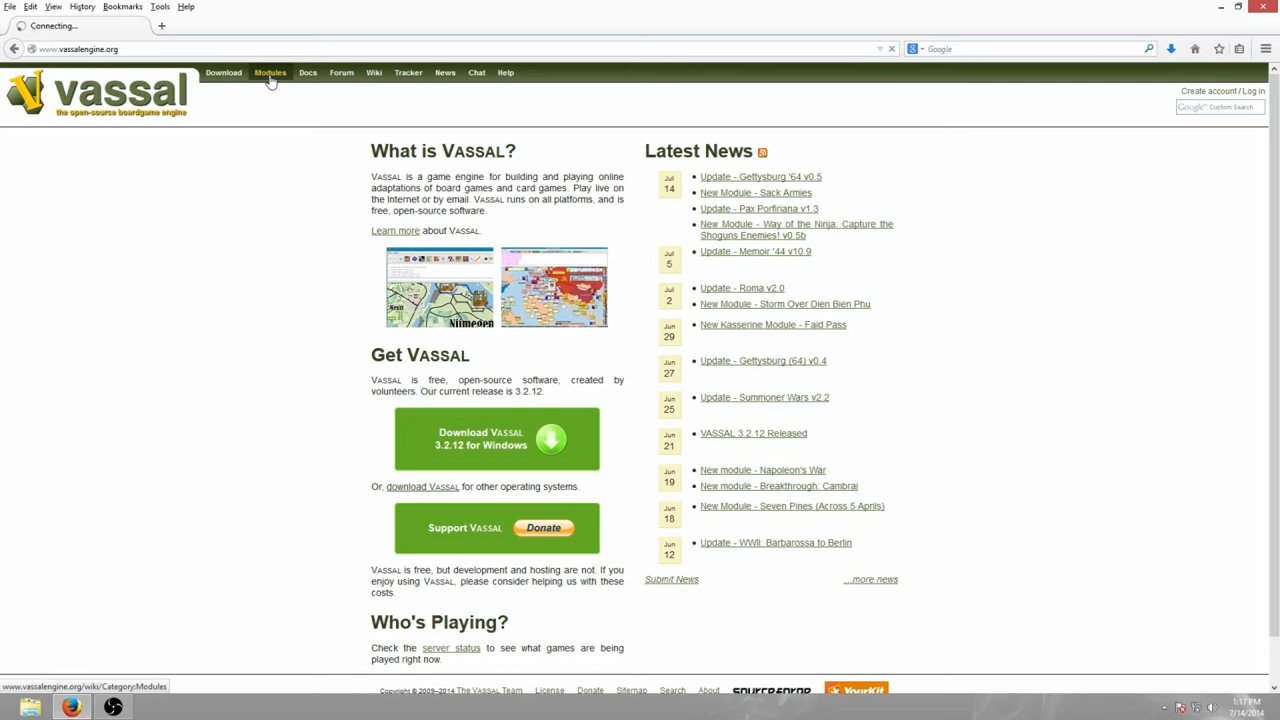 File Edit View History Bookmarks Tools Help
Connecting...
www.vassalengine.org
Google
Download Modules Docs Forum Wiki Tracker News Chat Help
vassal
the open-source boardgame engine
Create account / Log in
Google Custom Search
What is VASSAL?
VASSAL is a game engine for building and playing online
adaptations of board games and card games. Play live on
the Internet or by email. VASSAL runs on all platforms, and is
free, open-source software.
Learn more about VASSAL.
Nijmegen
Get VASSAL
VASSAL is free, open-source software, created by
volunteers. Our current release is 3.2.12.
Download VASSAL
3.2.12 for Windows
Or, download VASSAL for other operating systems.
Support VASSAL Donate
VASSAL is free, but development and hosting are not. If you
enjoy using VASSAL, please consider helping us with these
costs.
Who's Playing?
Check the server status to see what games are being
played right now.
Latest News
Jul
14
Update - Gettysburg '64 v0.5
New Module - Sack Armies
Update - Pax Porfiriana v1.3
New Module - Way of the Ninja: Capture the
Shoguns Enemies! v0.5b
Jul
5
Update - Memoir '44 v10.9
Jul
2
Update - Roma v2.0
New Module - Storm Over Dien Bien Phu
Jun
29
New Kasserine Module - Faid Pass
Jun
27
Update - Gettysburg (64) v0.4
Jun
25
Update - Summoner Wars v2.2
Jun
21
VASSAL 3.2.12 Released
Jun
19
New module - Napoleon's War
New module - Breakthrough: Cambrai
Jun
18
New Module - Seven Pines (Across 5 Aprils)
Jun
12
Update - WWII: Barbarossa to Berlin
Submit News ...more news
www.vassalengine.org/wiki/Category:Modules
Copyright © 2009–2014 The VASSAL Team License Donate Sitemap Search About SOURCEFORGE YourKit
1:17 PM
7/14/2014